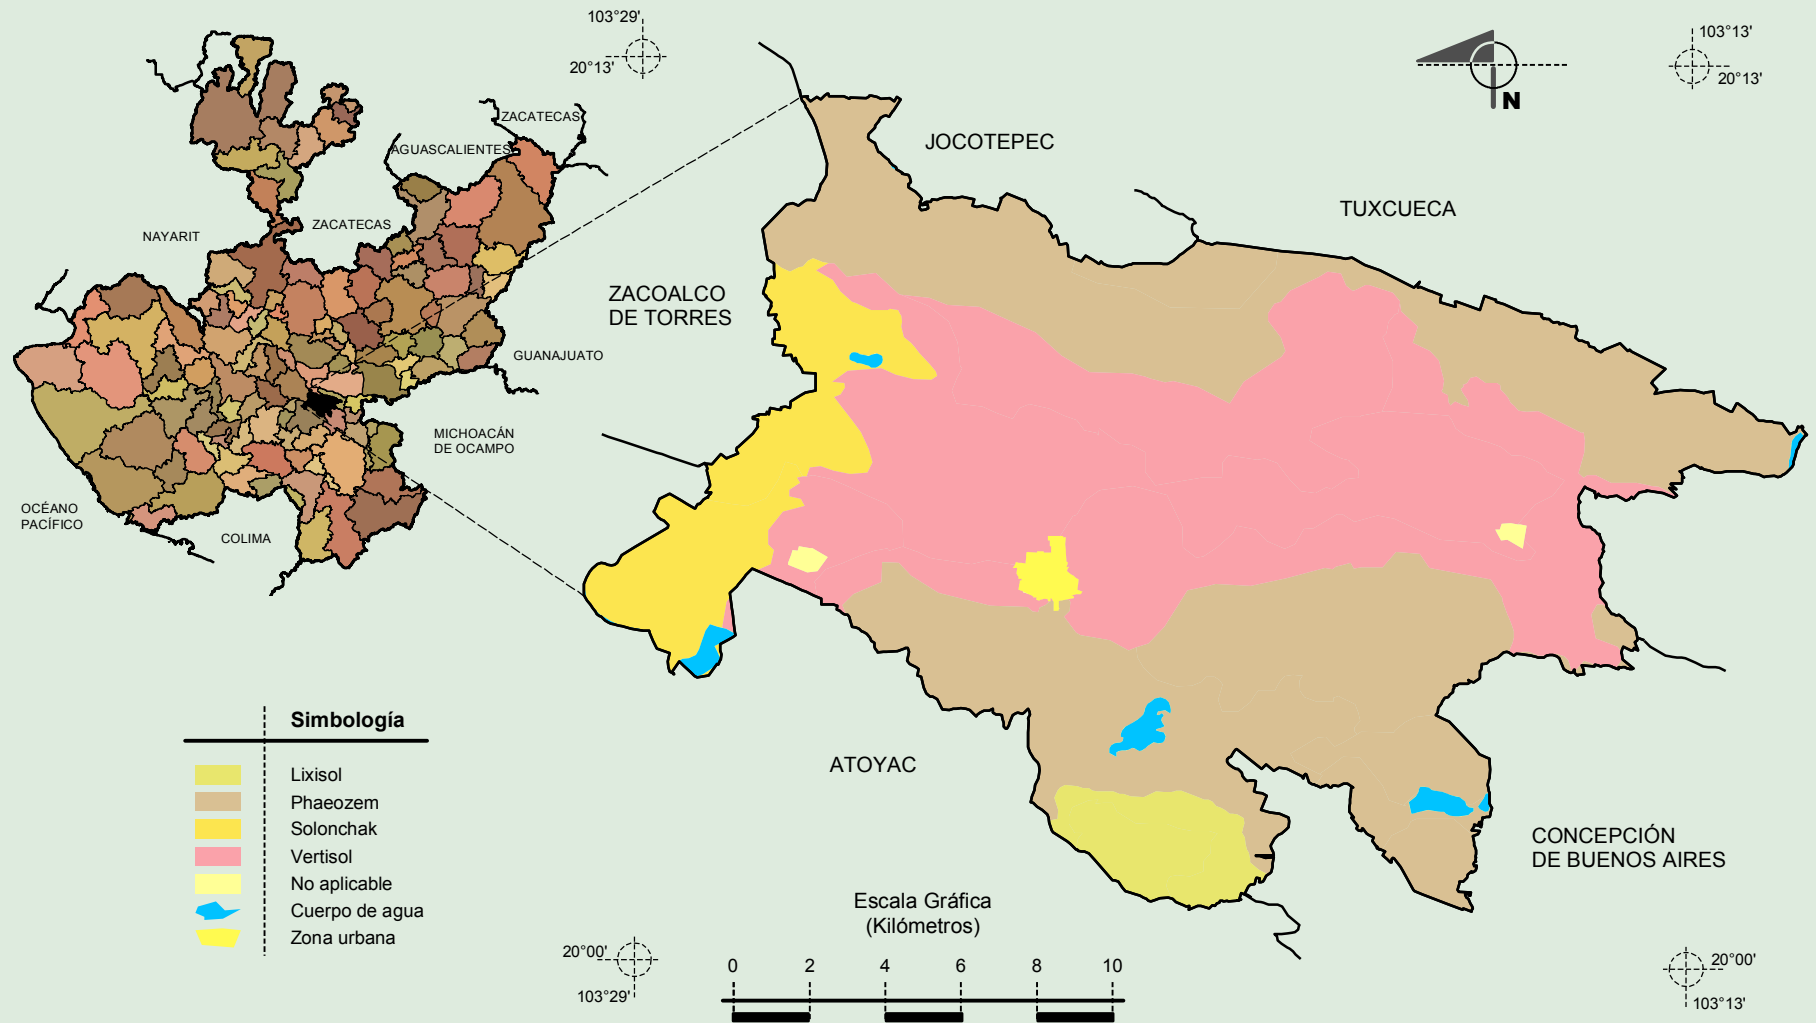 103°29'
20°13'
103°13'
20°13'
N
ZACATECAS
AGUASCALIENTES
ZACATECAS
NAYARIT
GUANAJUATO
MICHOACÁN
DE OCAMPO
OCÉANO
PACÍFICO
COLIMA
JOCOTEPEC
TUXCUECA
ZACOALCO
DE TORRES
ATOYAC
CONCEPCIÓN
DE BUENOS AIRES
Simbología
Lixisol
Phaeozem
Solonchak
Vertisol
No aplicable
Cuerpo de agua
Zona urbana
Escala Gráfica
(Kilómetros)
0 2 4 6 8 10
20°00'
103°29'
20°00'
103°13'